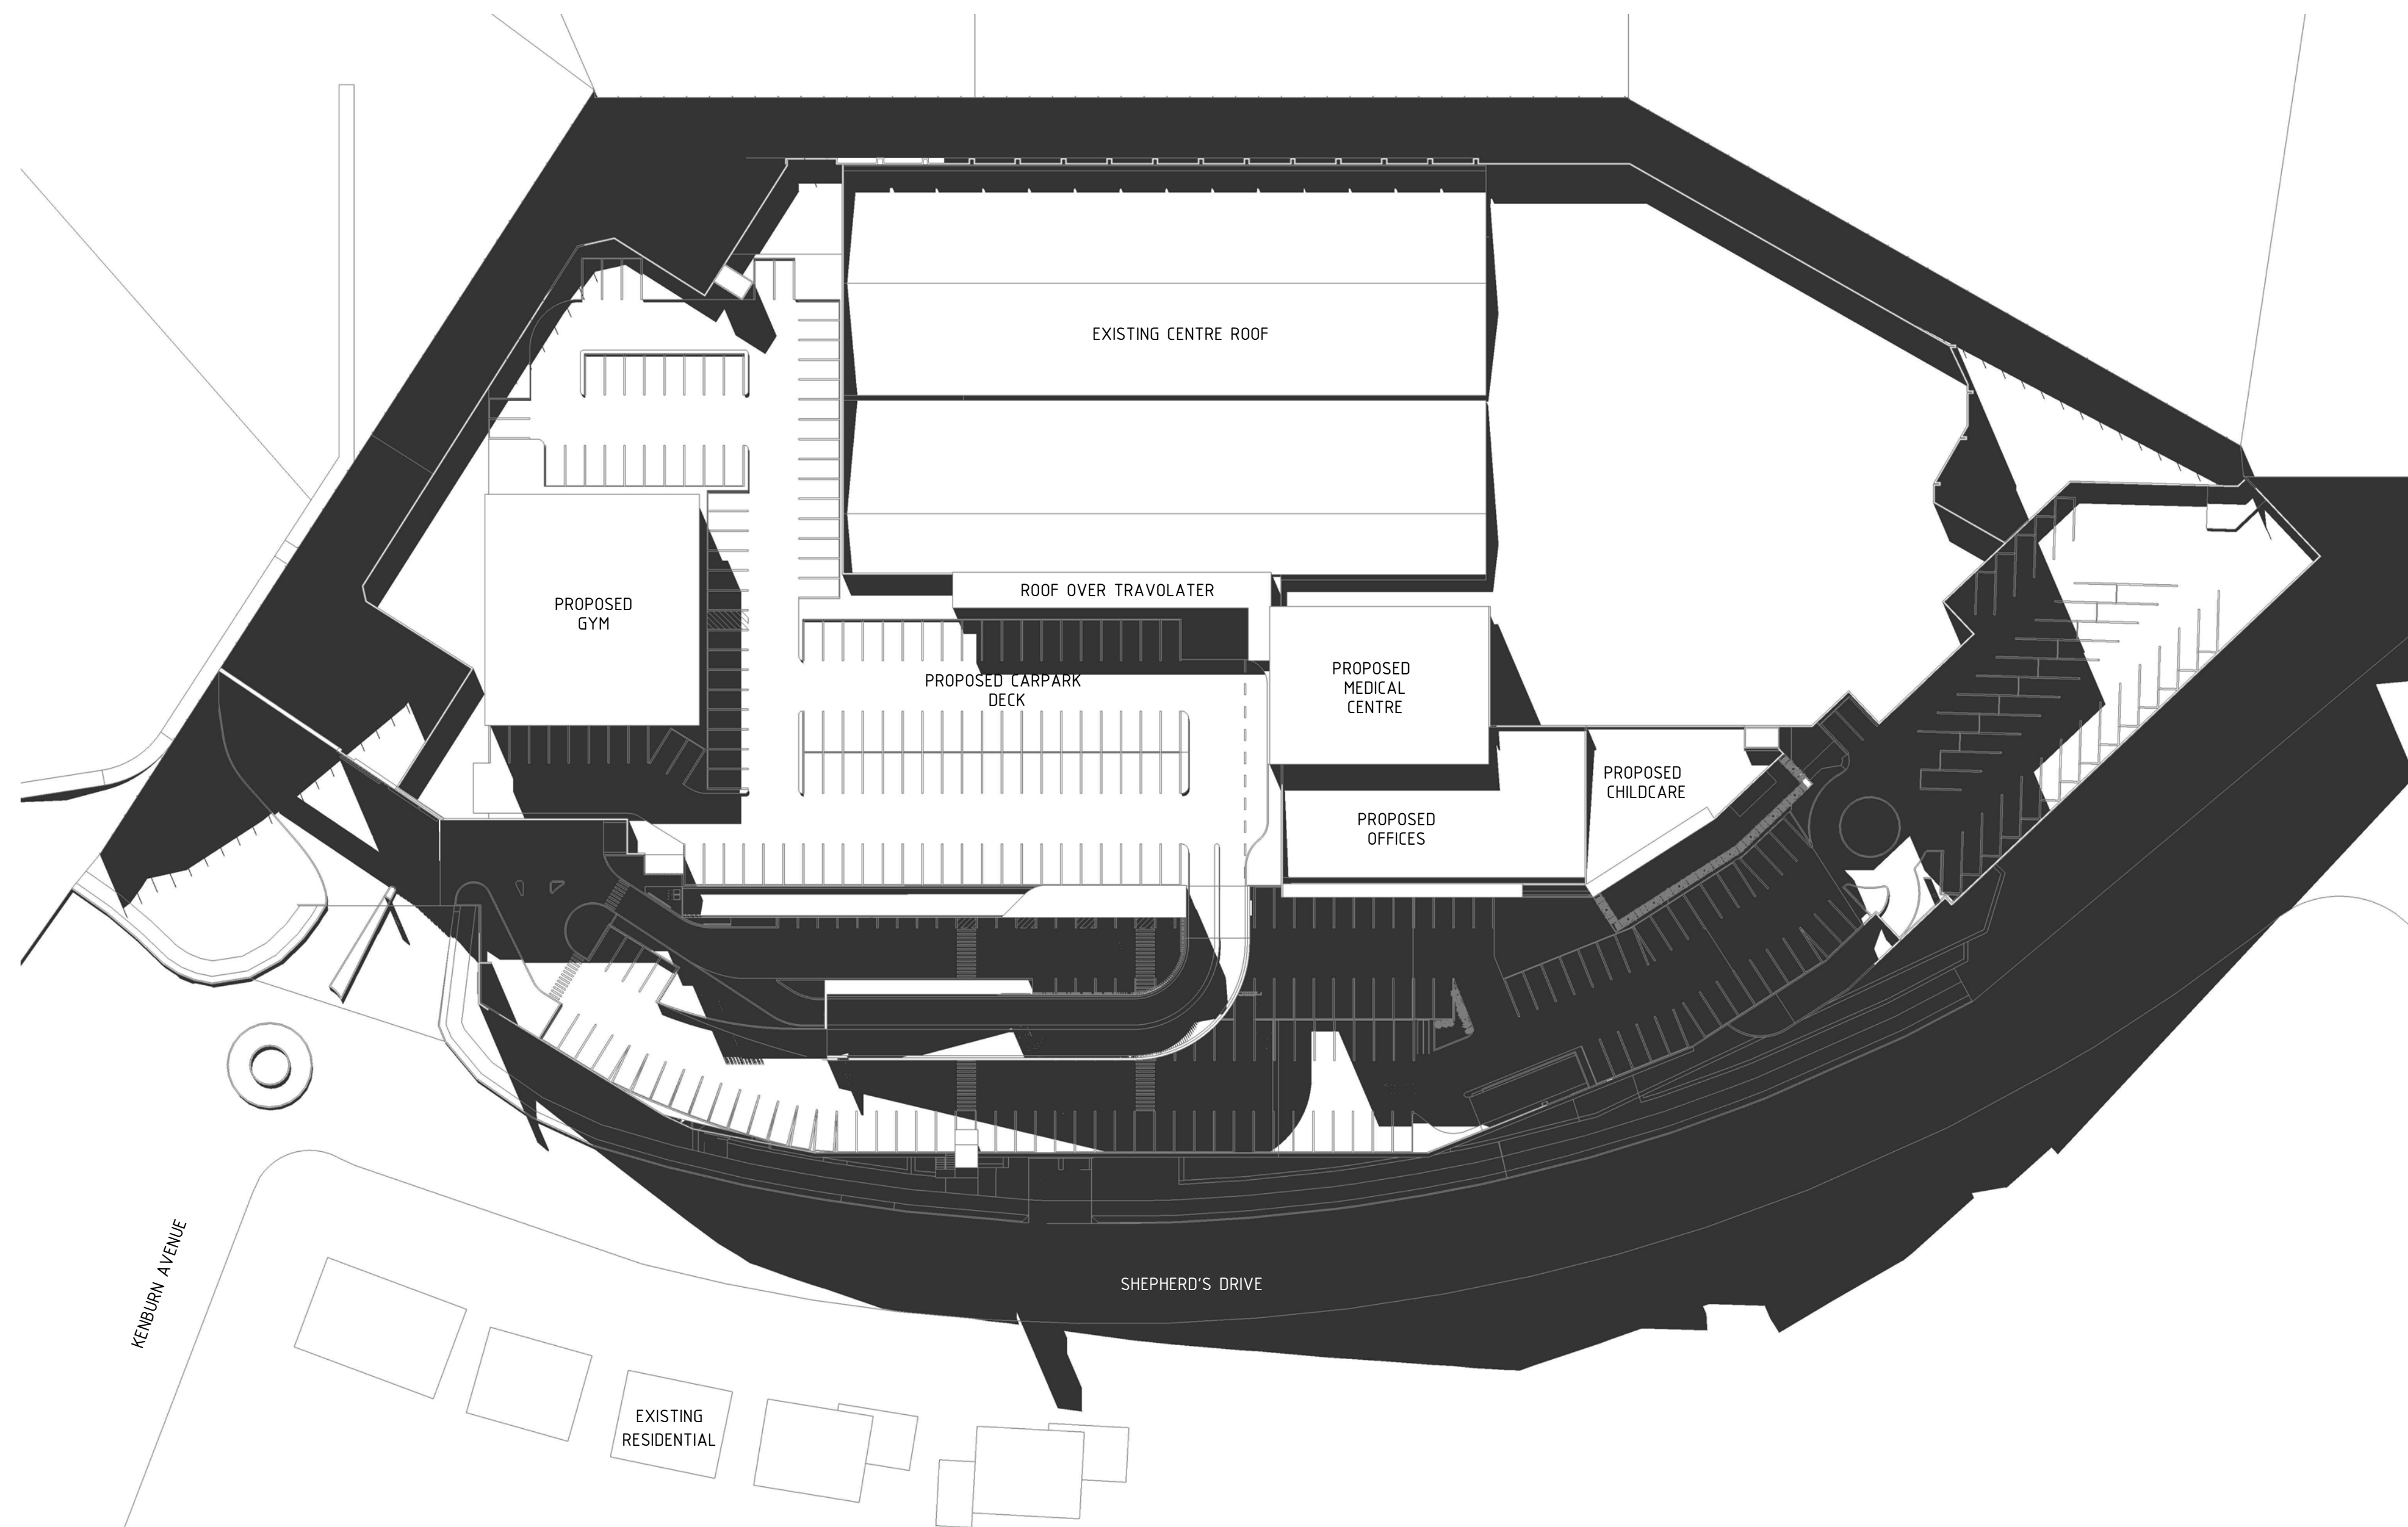 EXISTING CENTRE ROOF
ROOF OVER TRAVOLATER
PROPOSED
GYM
PROPOSED CARPARK
DECK
PROPOSED
MEDICAL
CENTRE
PROPOSED
CHILDCARE
PROPOSED
OFFICES
SHEPHERD'S DRIVE
KENBURN AVENUE
EXISTING
RESIDENTIAL